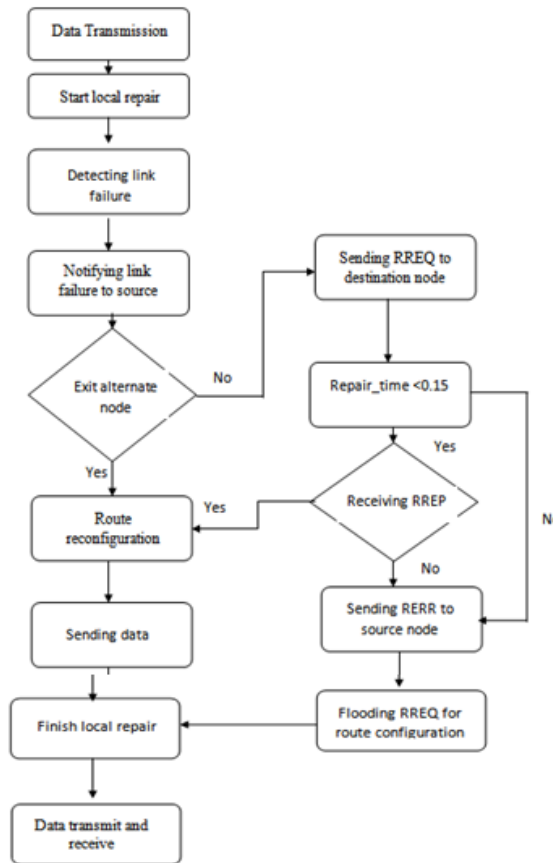 Data Transmission
Start local repair
Detecting link
failure
Notifying link
failure to source
Sending RREQ to
destination node
Exit alternate
node
No
Repair_time <0.15
Yes
Yes
Receiving RREP
Yes
Route
reconfiguration
No
Sending RERR to
source node
Sending data
Flooding RREQ for
route configuration
Finish local repair
Data transmit and
receive